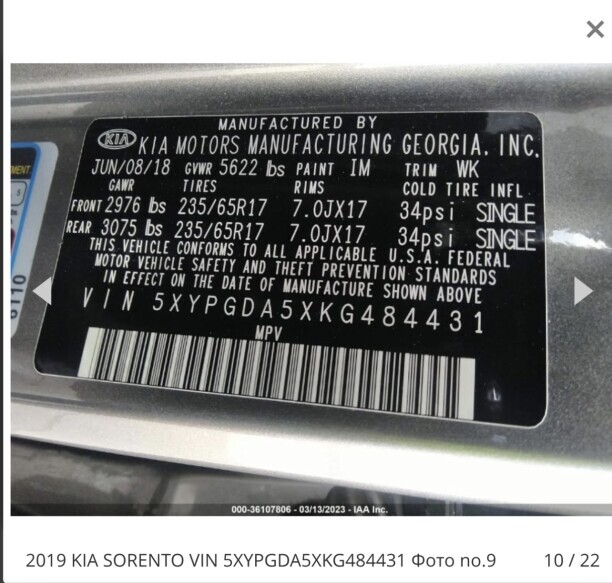 MANUFACTURED BY
KIA KIA MOTORS MANUFACTURING GEORGIA, INC.
JUN/08/18 GVWR 5622 lbs PAINT IM TRIM WK
GAWR TIRES RIMS COLD TIRE INFL
FRONT 2976 lbs 235/65R17 7.0JX17 34psi SINGLE
REAR 3075 lbs 235/65R17 7.0JX17 34psi SINGLE
THIS VEHICLE CONFORMS TO ALL APPLICABLE U.S.A. FEDERAL
MOTOR VEHICLE SAFETY AND THEFT PREVENTION STANDARDS
IN EFFECT ON THE DATE OF MANUFACTURE SHOWN ABOVE
VIN 5XYPGDA5XKG484431
MPV
000-36107806 - 03/13/2023 - IAA Inc.
2019 KIA SORENTO VIN 5XYPGDA5XKG484431 Фото no.9 10 / 22